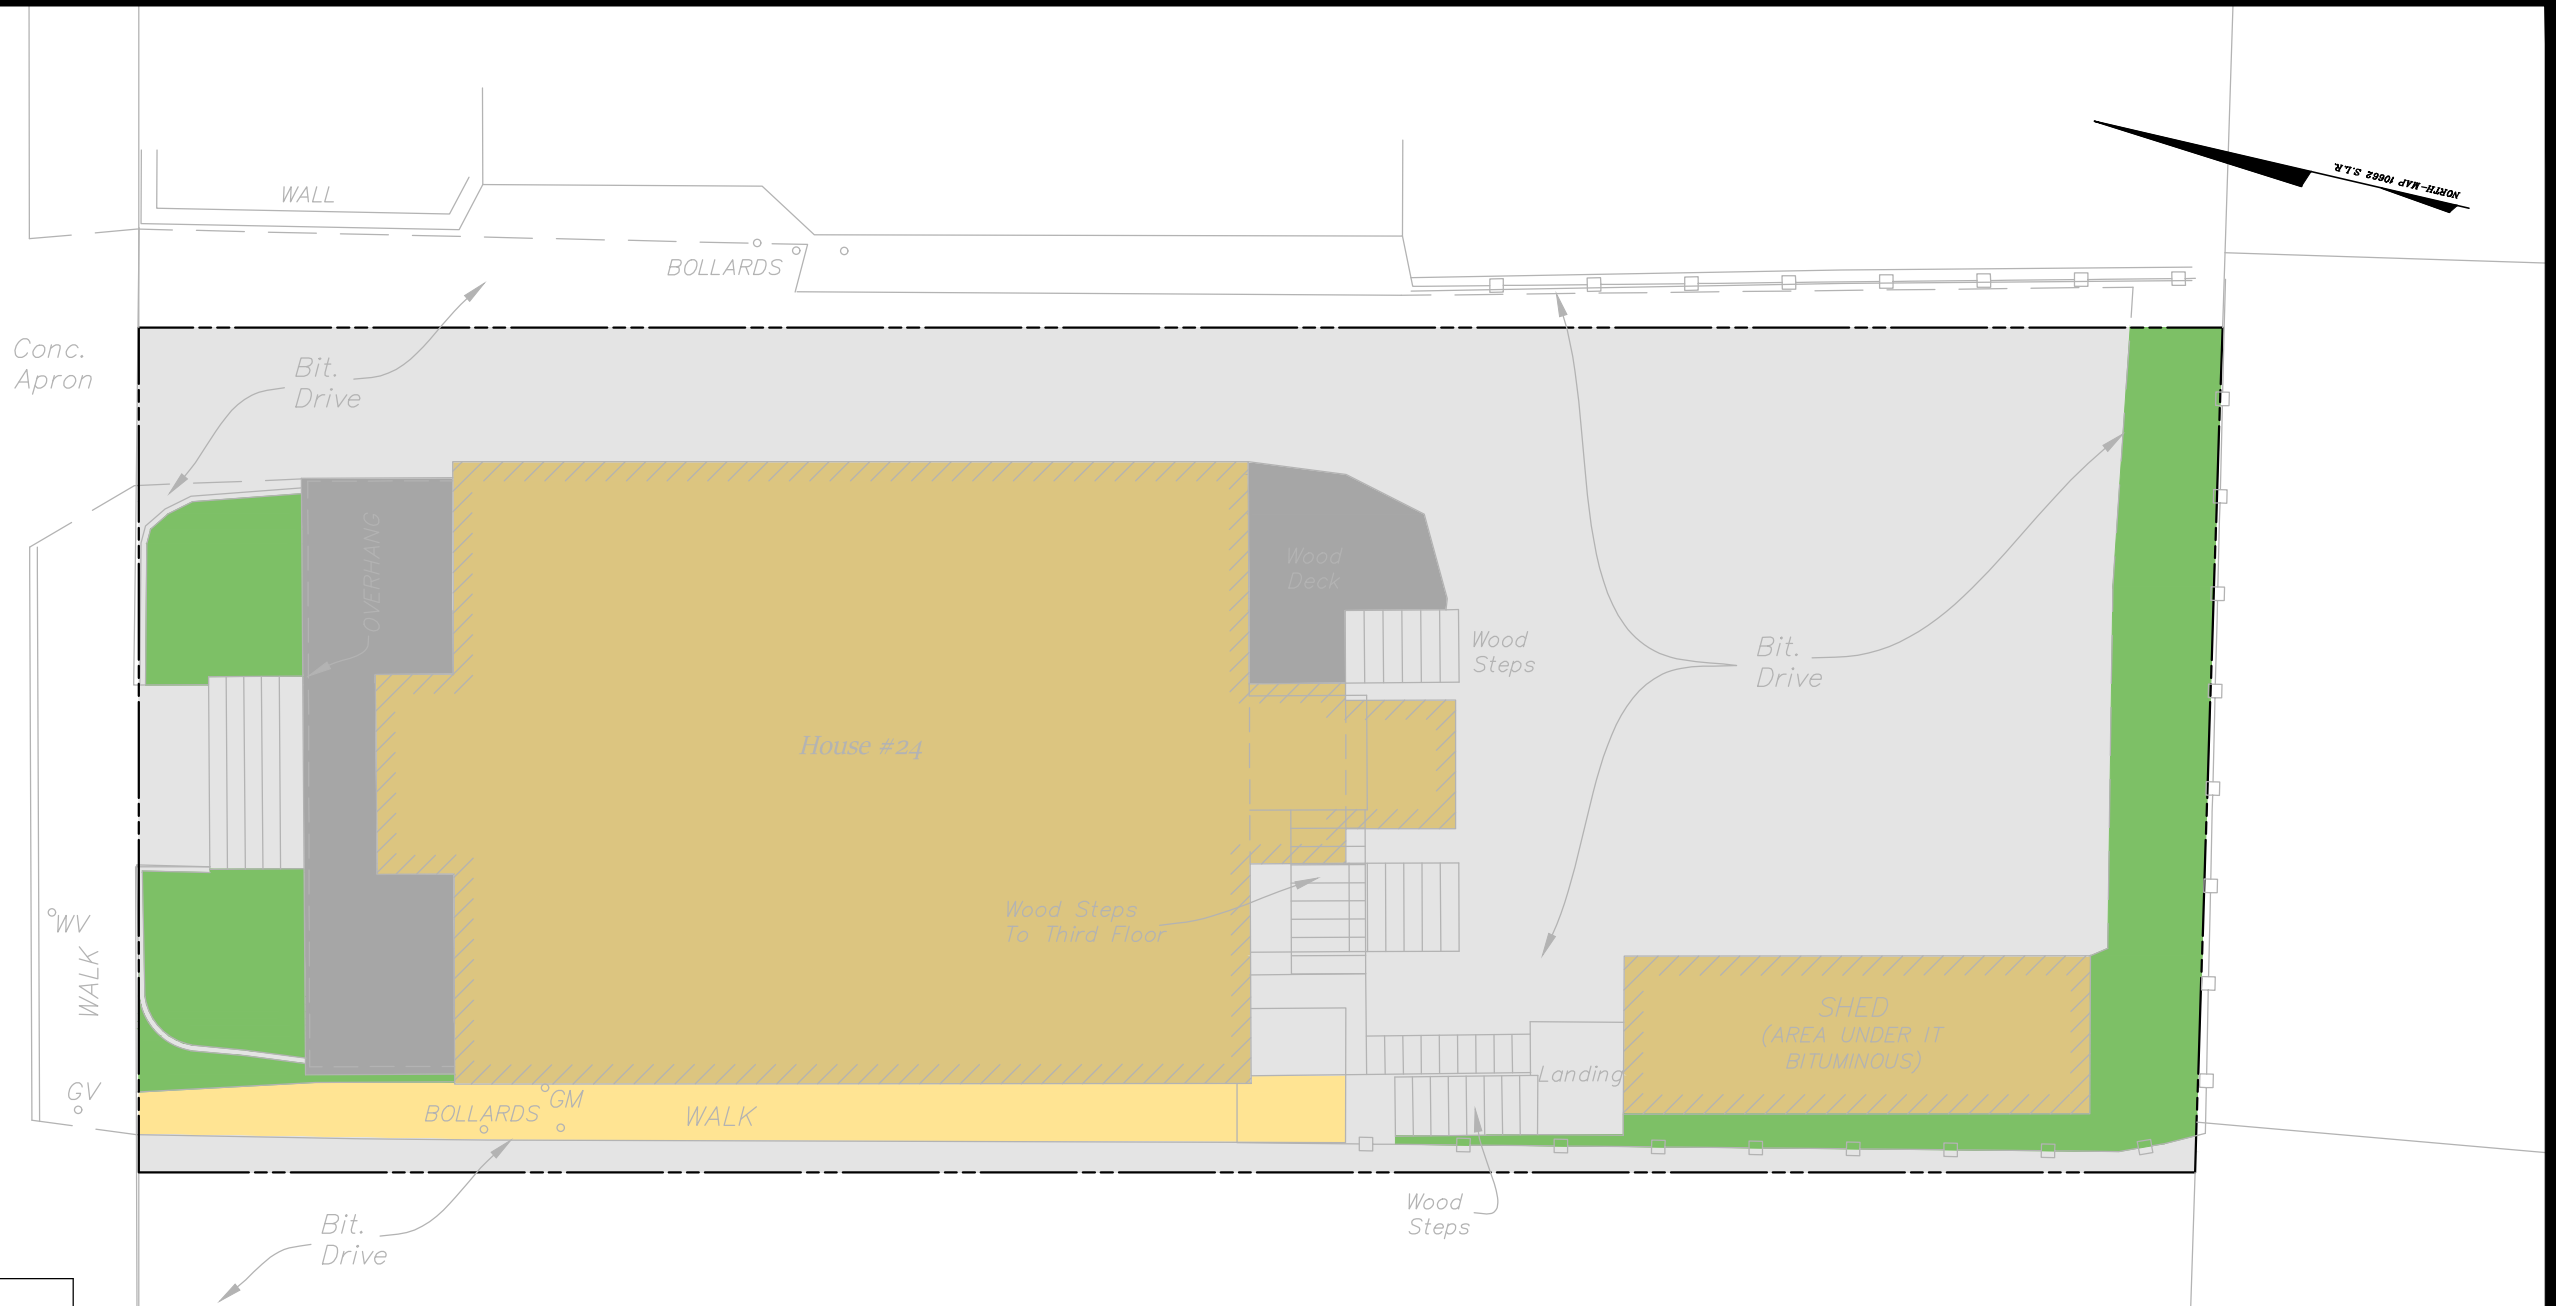 NORTH-MAP 10662 S.L.R.
WALL
BOLLARDS
Conc.
Apron
Bit.
Drive
OVERHANG
Wood
Deck
Wood
Steps
Bit.
Drive
House #24
Wood Steps
To Third Floor
WV
WALK
SHED
(AREA UNDER IT
BITUMINOUS)
Landing
GV
GM
BOLLARDS
WALK
Wood
Steps
Bit.
Drive